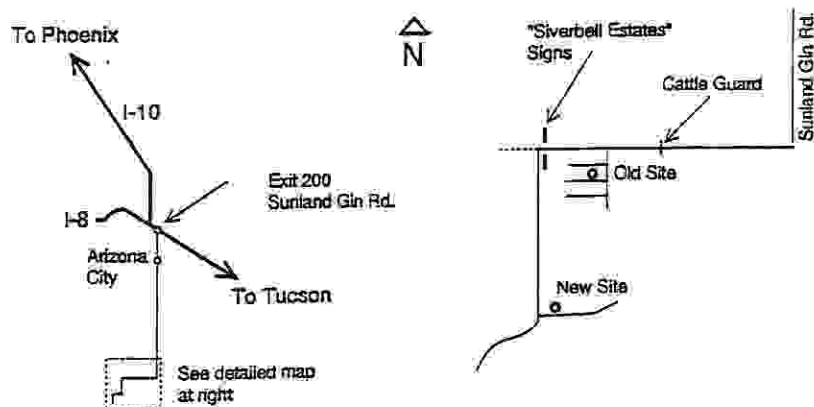 To Phoenix
I-10
N
I-8
Exit 200
Sunland Gin Rd.
Arizona
City
To Tucson
See detailed map
at right
"Siverbell Estates"
Signs
Cattle Guard
Sunland Gin Rd.
Old Site
New Site